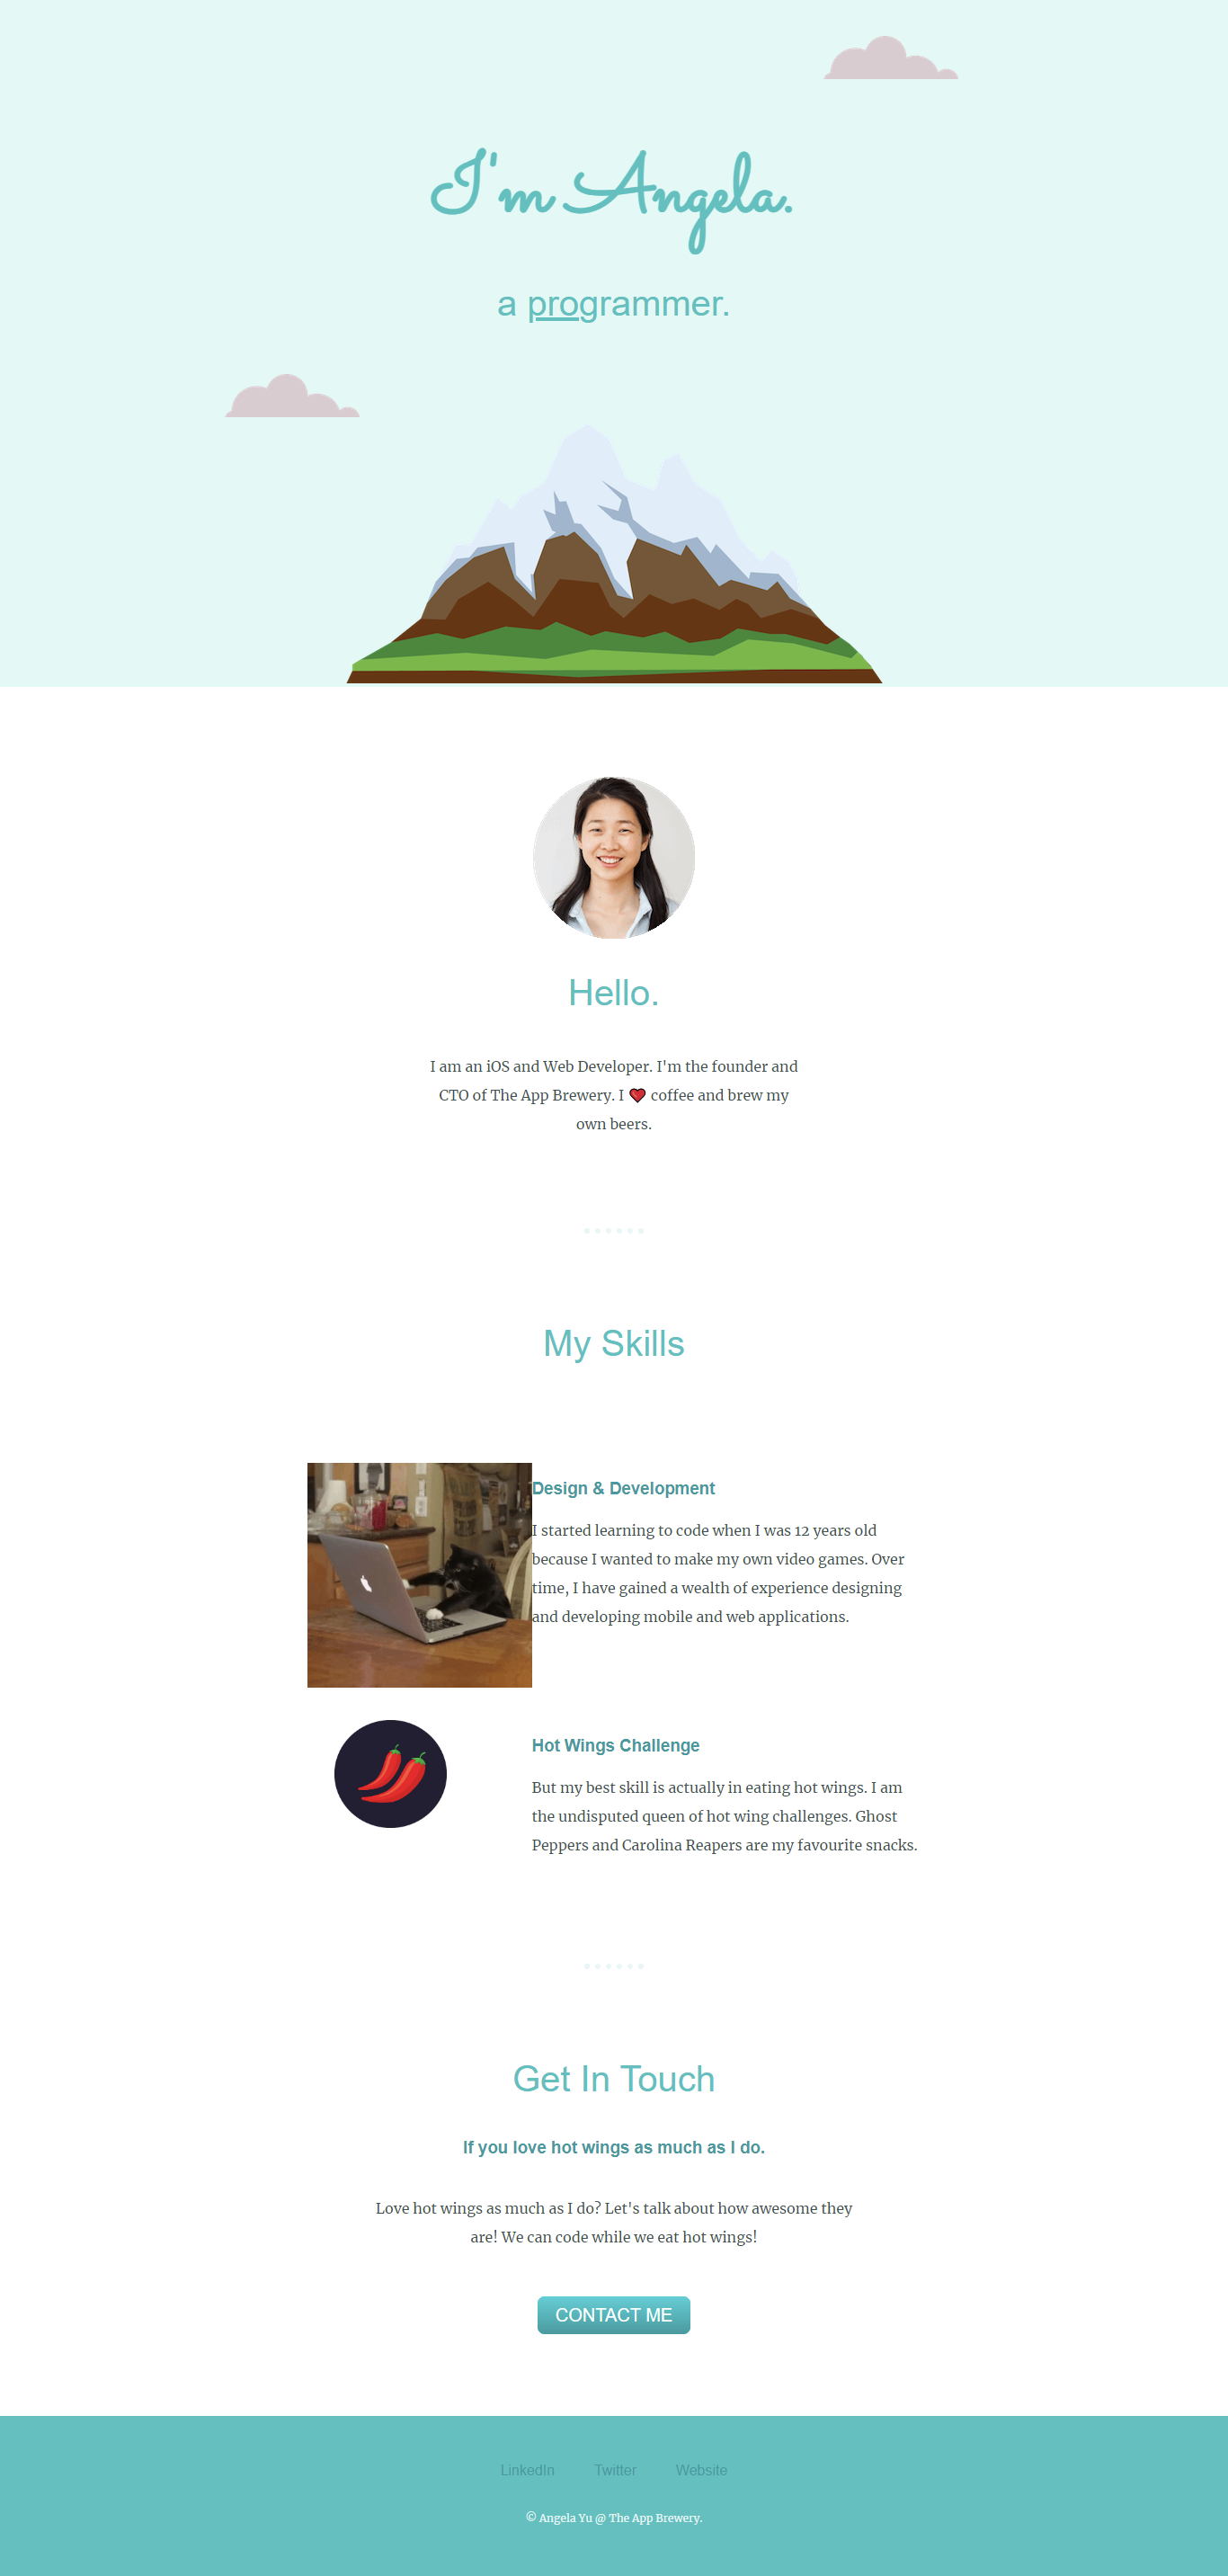 I'm Angela.
a programmer.
Hello.
I am an iOS and Web Developer. I'm the founder and
CTO of The App Brewery. I ❤ coffee and brew my
own beers.
My Skills
Design & Development
I started learning to code when I was 12 years old
because I wanted to make my own video games. Over
time, I have gained a wealth of experience designing
and developing mobile and web applications.
Hot Wings Challenge
But my best skill is actually in eating hot wings. I am
the undisputed queen of hot wing challenges. Ghost
Peppers and Carolina Reapers are my favourite snacks.
Get In Touch
If you love hot wings as much as I do.
Love hot wings as much as I do? Let's talk about how awesome they
are! We can code while we eat hot wings!
CONTACT ME
LinkedIn Twitter Website
© Angela Yu @ The App Brewery.